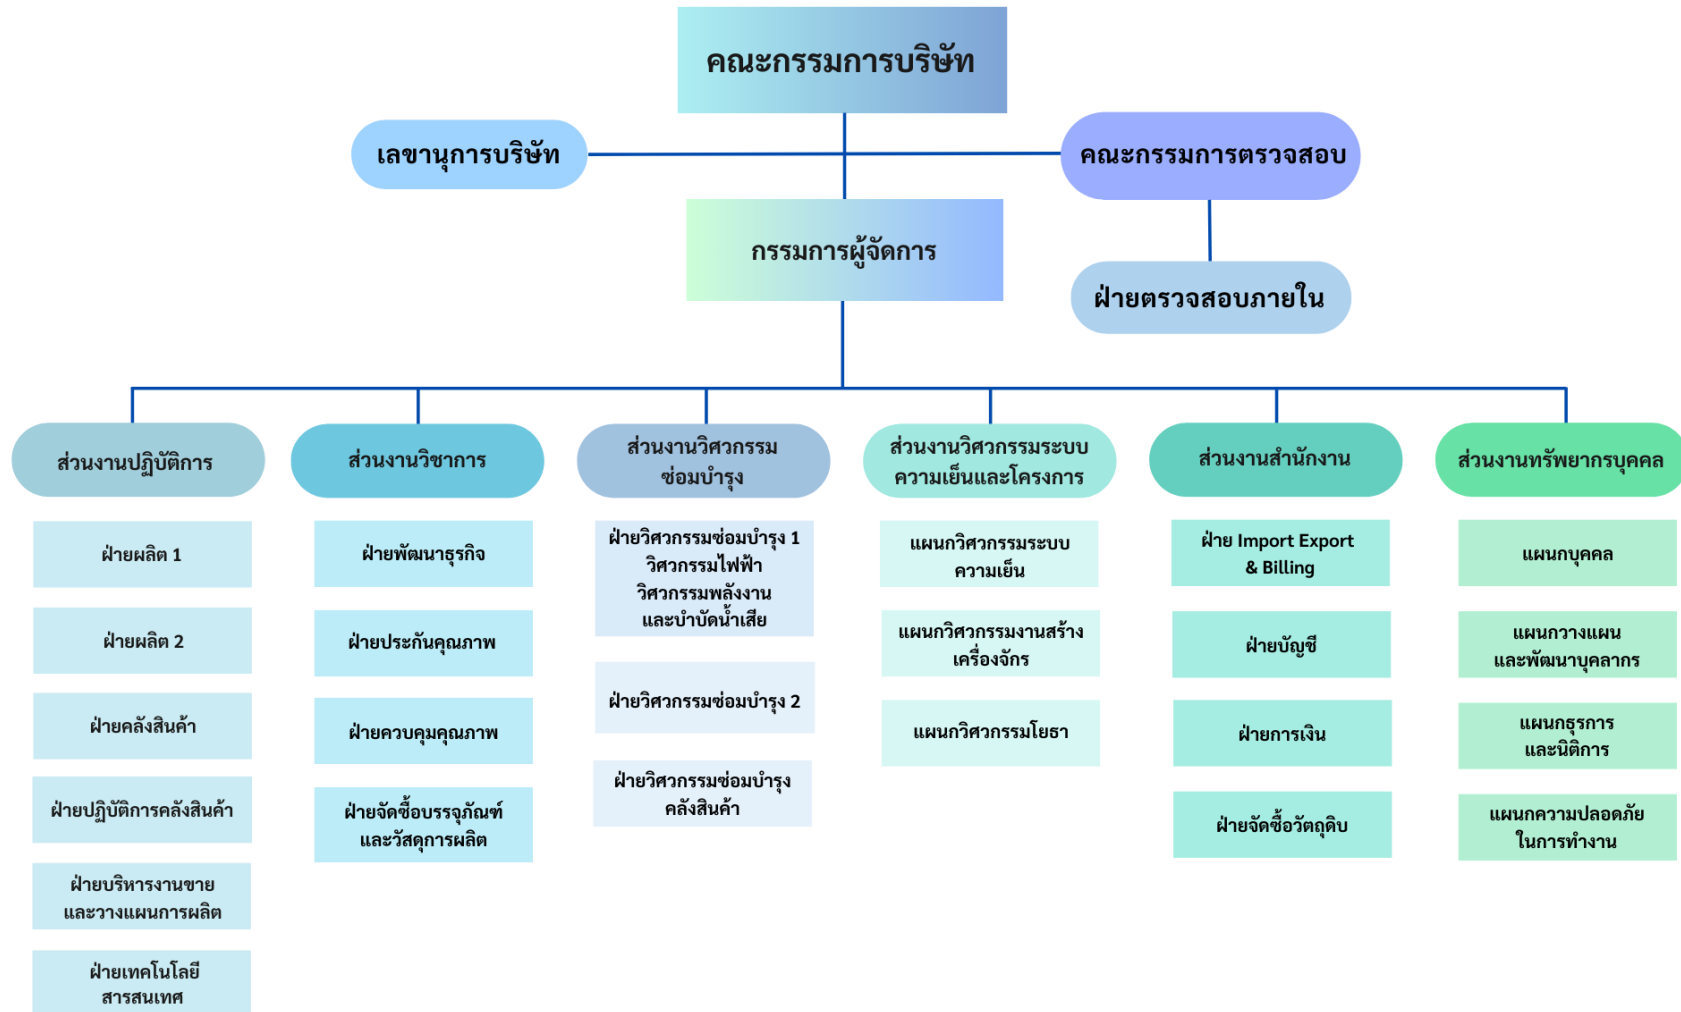 คณะกรรมการบริษัท
เลขานุการบริษัท
คณะกรรมการตรวจสอบ
กรรมการผู้จัดการ
ฝ่ายตรวจสอบภายใน
ส่วนงานปฏิบัติการ
ฝ่ายผลิต 1
ฝ่ายผลิต 2
ฝ่ายคลังสินค้า
ฝ่ายปฏิบัติการคลังสินค้า
ฝ่ายบริหารงานขาย
และวางแผนการผลิต
ฝ่ายเทคโนโลยี
สารสนเทศ
ส่วนงานวิชาการ
ฝ่ายพัฒนาธุรกิจ
ฝ่ายประกันคุณภาพ
ฝ่ายควบคุมคุณภาพ
ฝ่ายจัดซื้อบรรจุภัณฑ์
และวัสดุการผลิต
ส่วนงานวิศวกรรม
ซ่อมบำรุง
ฝ่ายวิศวกรรมซ่อมบำรุง 1
วิศวกรรมไฟฟ้า
วิศวกรรมพลังงาน
และบำบัดน้ำเสีย
ฝ่ายวิศวกรรมซ่อมบำรุง 2
ฝ่ายวิศวกรรมซ่อมบำรุง
คลังสินค้า
ส่วนงานวิศวกรรมระบบ
ความเย็นและโครงการ
แผนกวิศวกรรมระบบ
ความเย็น
แผนกวิศวกรรมงานสร้าง
เครื่องจักร
แผนกวิศวกรรมโยธา
ส่วนงานสำนักงาน
ฝ่าย Import Export
& Billing
ฝ่ายบัญชี
ฝ่ายการเงิน
ฝ่ายจัดซื้อวัตถุดิบ
ส่วนงานทรัพยากรบุคคล
แผนกบุคคล
แผนกวางแผน
และพัฒนาบุคลากร
แผนกธุรการ
และนิติการ
แผนกความปลอดภัย
ในการทำงาน